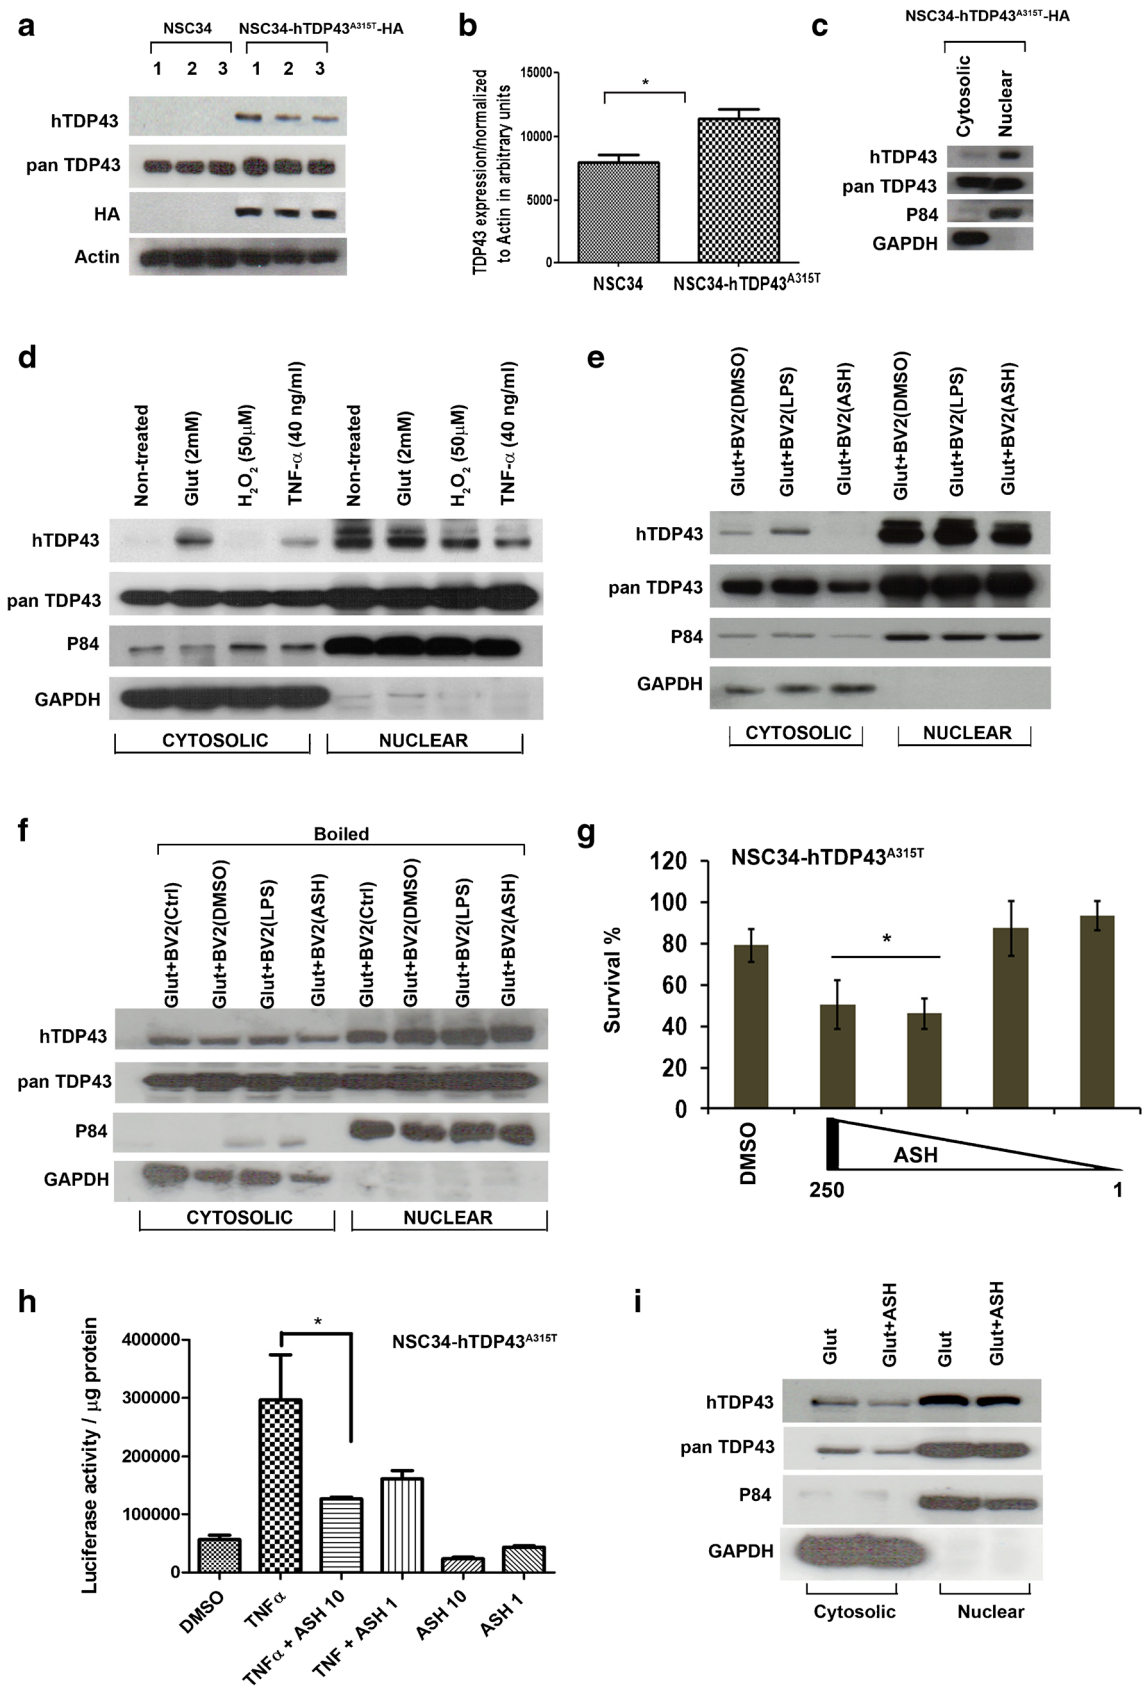 a
NSC34 NSC34-hTDP43A315T-HA
1 2 3 1 2 3
hTDP43
pan TDP43
HA
Actin
b
TDP43 expression/normalized
to Actin in arbitrary units
15000
10000
5000
0
*
NSC34 NSC34-hTDP43A315T
c
NSC34-hTDP43A315T-HA
Cytosolic
Nuclear
hTDP43
pan TDP43
P84
GAPDH
d
Non-treated
Glut (2mM)
H2O2 (50µM)
TNF-α (40 ng/ml)
Non-treated
Glut (2mM)
H2O2 (50µM)
TNF-α (40 ng/ml)
hTDP43
pan TDP43
P84
GAPDH
CYTOSOLIC NUCLEAR
e
Glut+BV2(DMSO)
Glut+BV2(LPS)
Glut+BV2(ASH)
Glut+BV2(DMSO)
Glut+BV2(LPS)
Glut+BV2(ASH)
hTDP43
pan TDP43
P84
GAPDH
CYTOSOLIC NUCLEAR
f
Boiled
Glut+BV2(Ctrl)
Glut+BV2(DMSO)
Glut+BV2(LPS)
Glut+BV2(ASH)
Glut+BV2(Ctrl)
Glut+BV2(DMSO)
Glut+BV2(LPS)
Glut+BV2(ASH)
hTDP43
pan TDP43
P84
GAPDH
CYTOSOLIC NUCLEAR
g
NSC34-hTDP43A315T
Survival %
120
100
80
60
40
20
0
*
DMSO
ASH
250 1
h
NSC34-hTDP43A315T
Luciferase activity / µg protein
400000
300000
200000
100000
0
*
DMSO
TNFα
TNFα + ASH 10
TNF + ASH 1
ASH 10
ASH 1
i
Glut
Glut+ASH
Glut
Glut+ASH
hTDP43
pan TDP43
P84
GAPDH
Cytosolic Nuclear